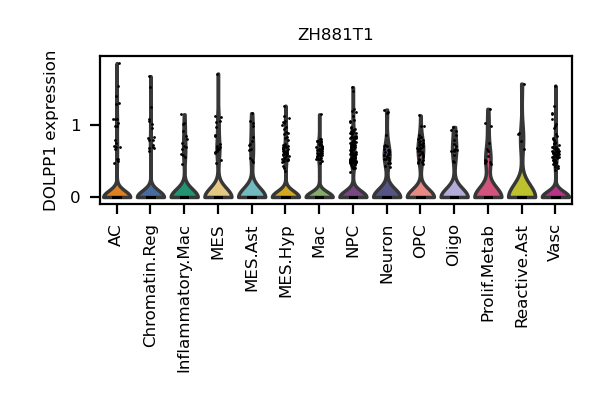 ZH881T1
DOLPP1 expression
1
0
AC
Chromatin.Reg
Inflammatory.Mac
MES
MES.Ast
MES.Hyp
Mac
NPC
Neuron
OPC
Oligo
Prolif.Metab
Reactive.Ast
Vasc